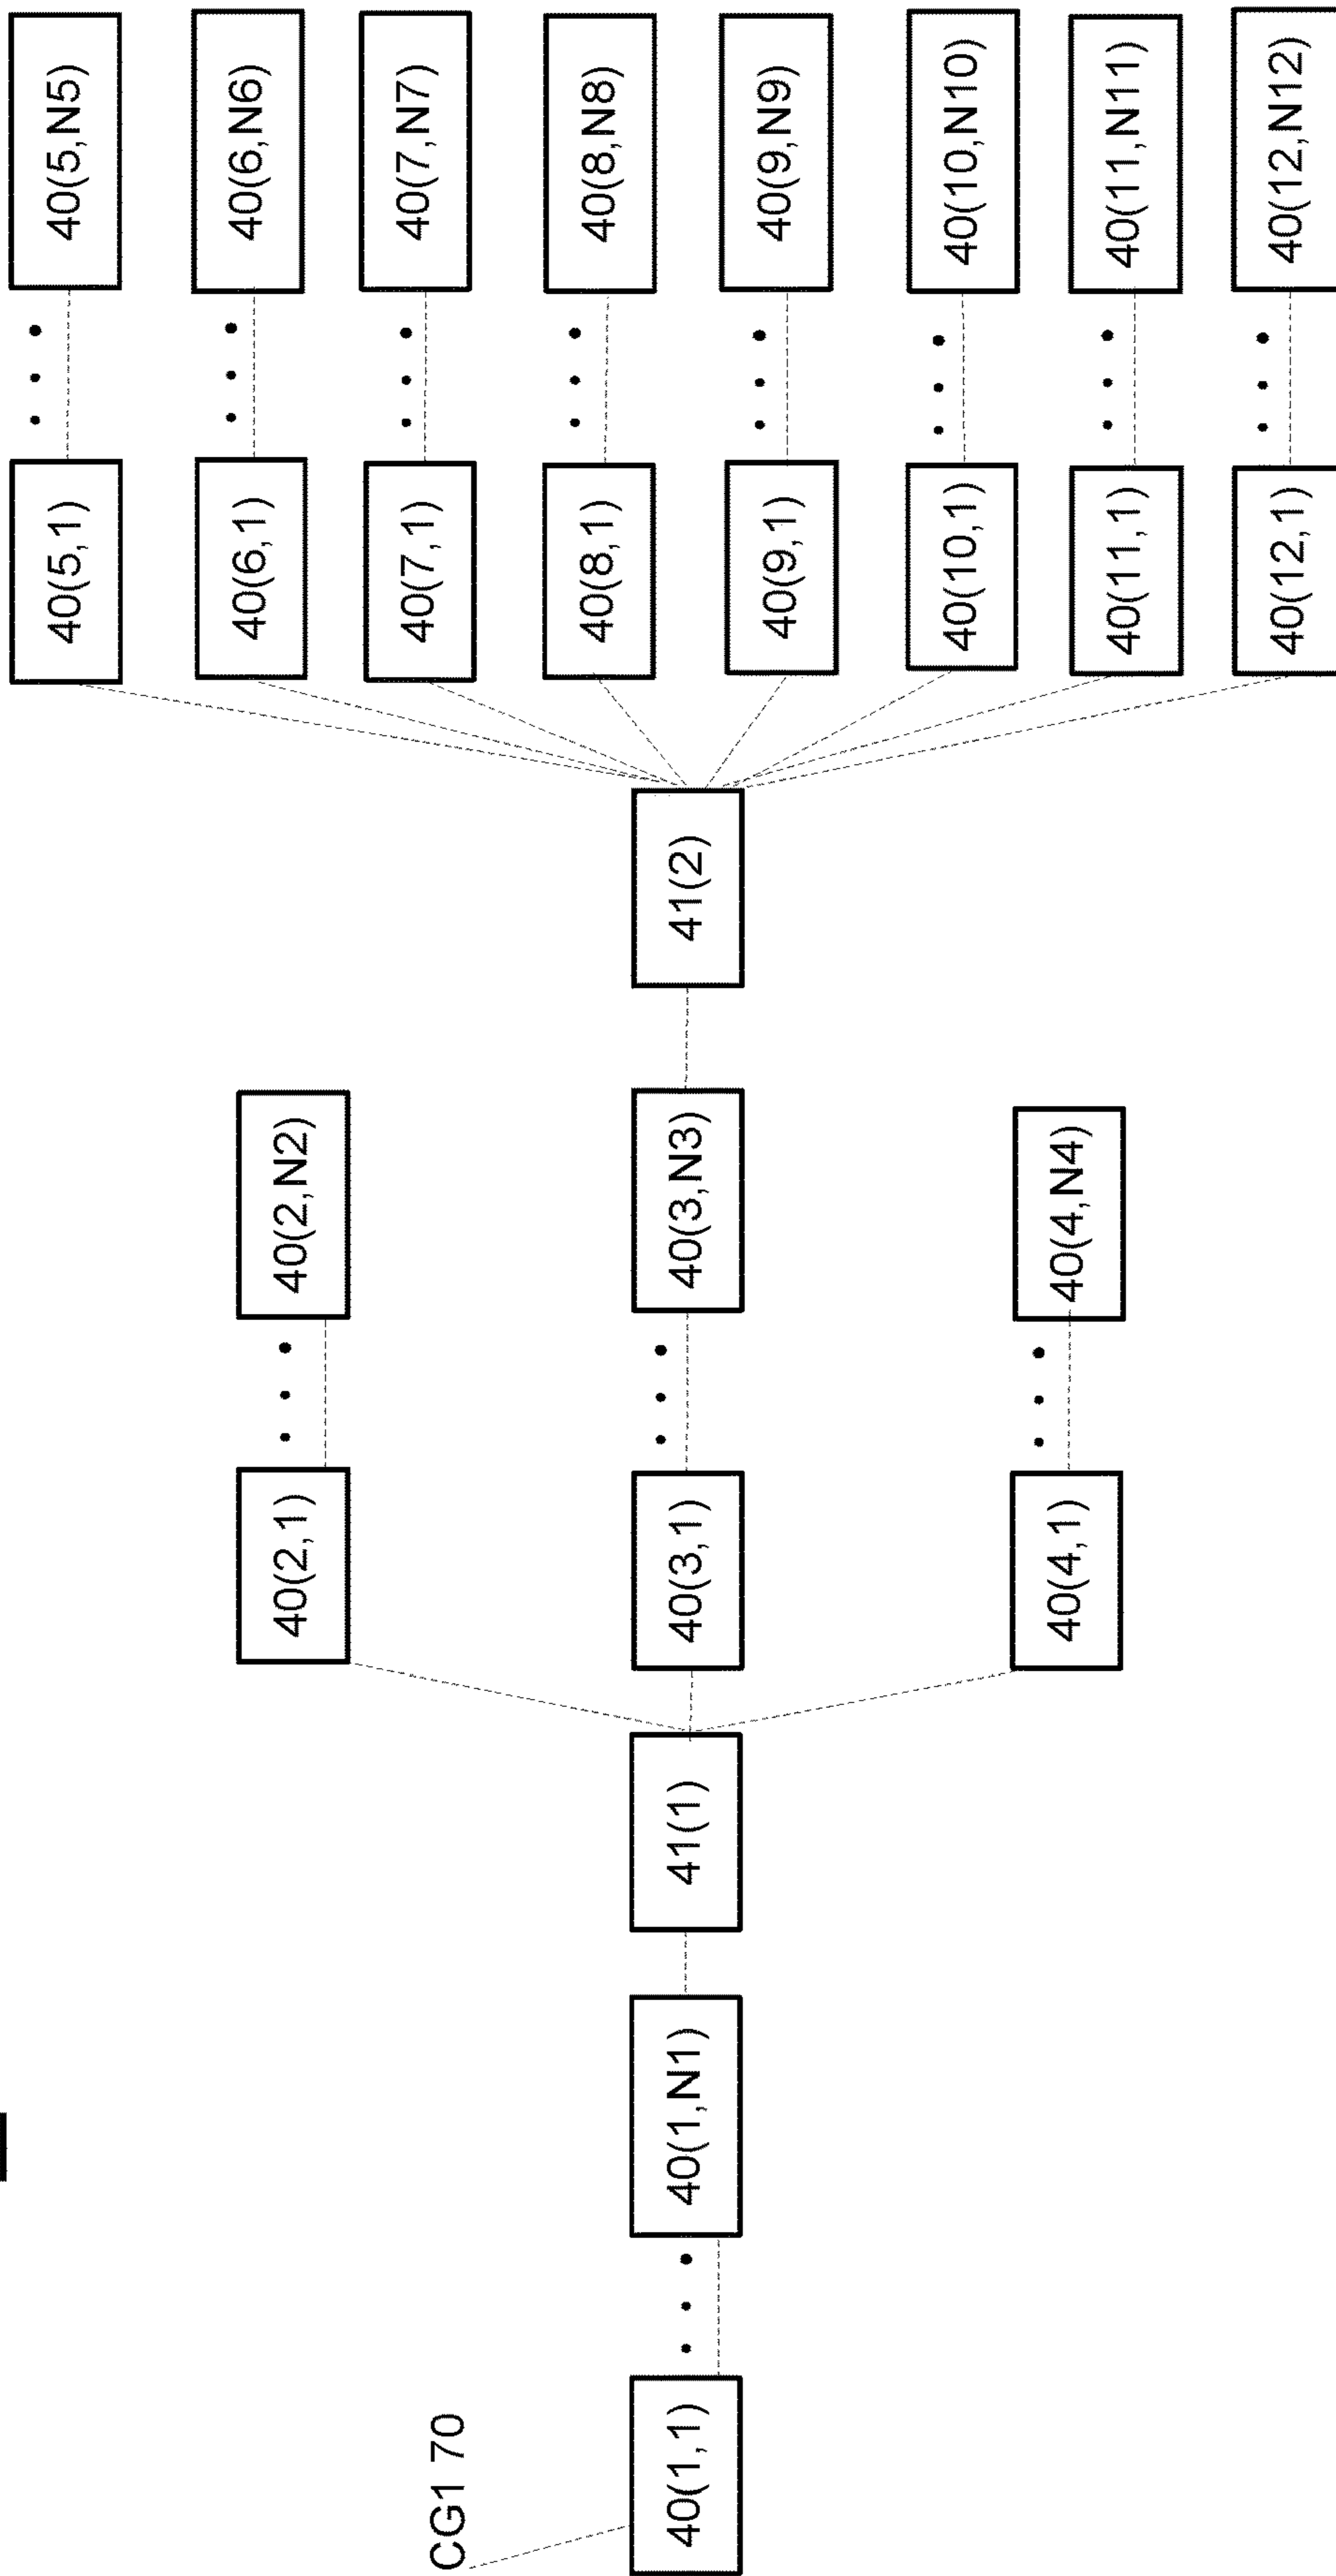 CG1 70
40(1,1)
40(1,N1)
41(1)
40(2,1)
40(2,N2)
40(3,1)
40(3,N3)
40(4,1)
40(4,N4)
41(2)
40(5,1)
40(5,N5)
40(6,1)
40(6,N6)
40(7,1)
40(7,N7)
40(8,1)
40(8,N8)
40(9,1)
40(9,N9)
40(10,1)
40(10,N10)
40(11,1)
40(11,N11)
40(12,1)
40(12,N12)